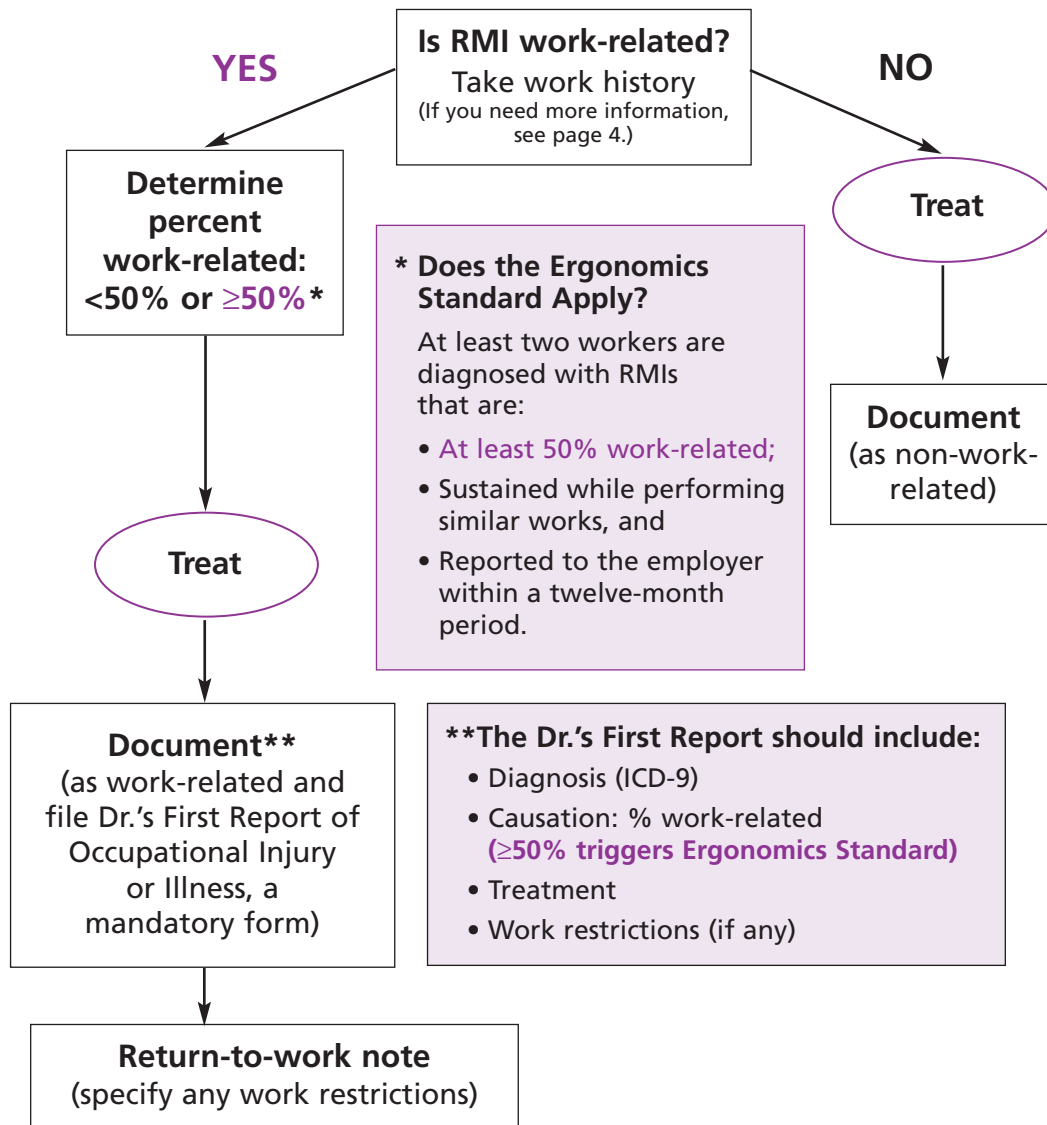 Is RMI work-related?
Take work history
(If you need more information,
see page 4.)
YES
NO
Determine
percent
work-related:
<50% or ≥50%*
Treat
Document
(as non-work-
related)
* Does the Ergonomics
Standard Apply?
At least two workers are
diagnosed with RMIs
that are:
• At least 50% work-related;
• Sustained while performing
similar works, and
• Reported to the employer
within a twelve-month
period.
Treat
Document**
(as work-related and
file Dr.'s First Report of
Occupational Injury
or Illness, a
mandatory form)
**The Dr.'s First Report should include:
• Diagnosis (ICD-9)
• Causation: % work-related
(≥50% triggers Ergonomics Standard)
• Treatment
• Work restrictions (if any)
Return-to-work note
(specify any work restrictions)